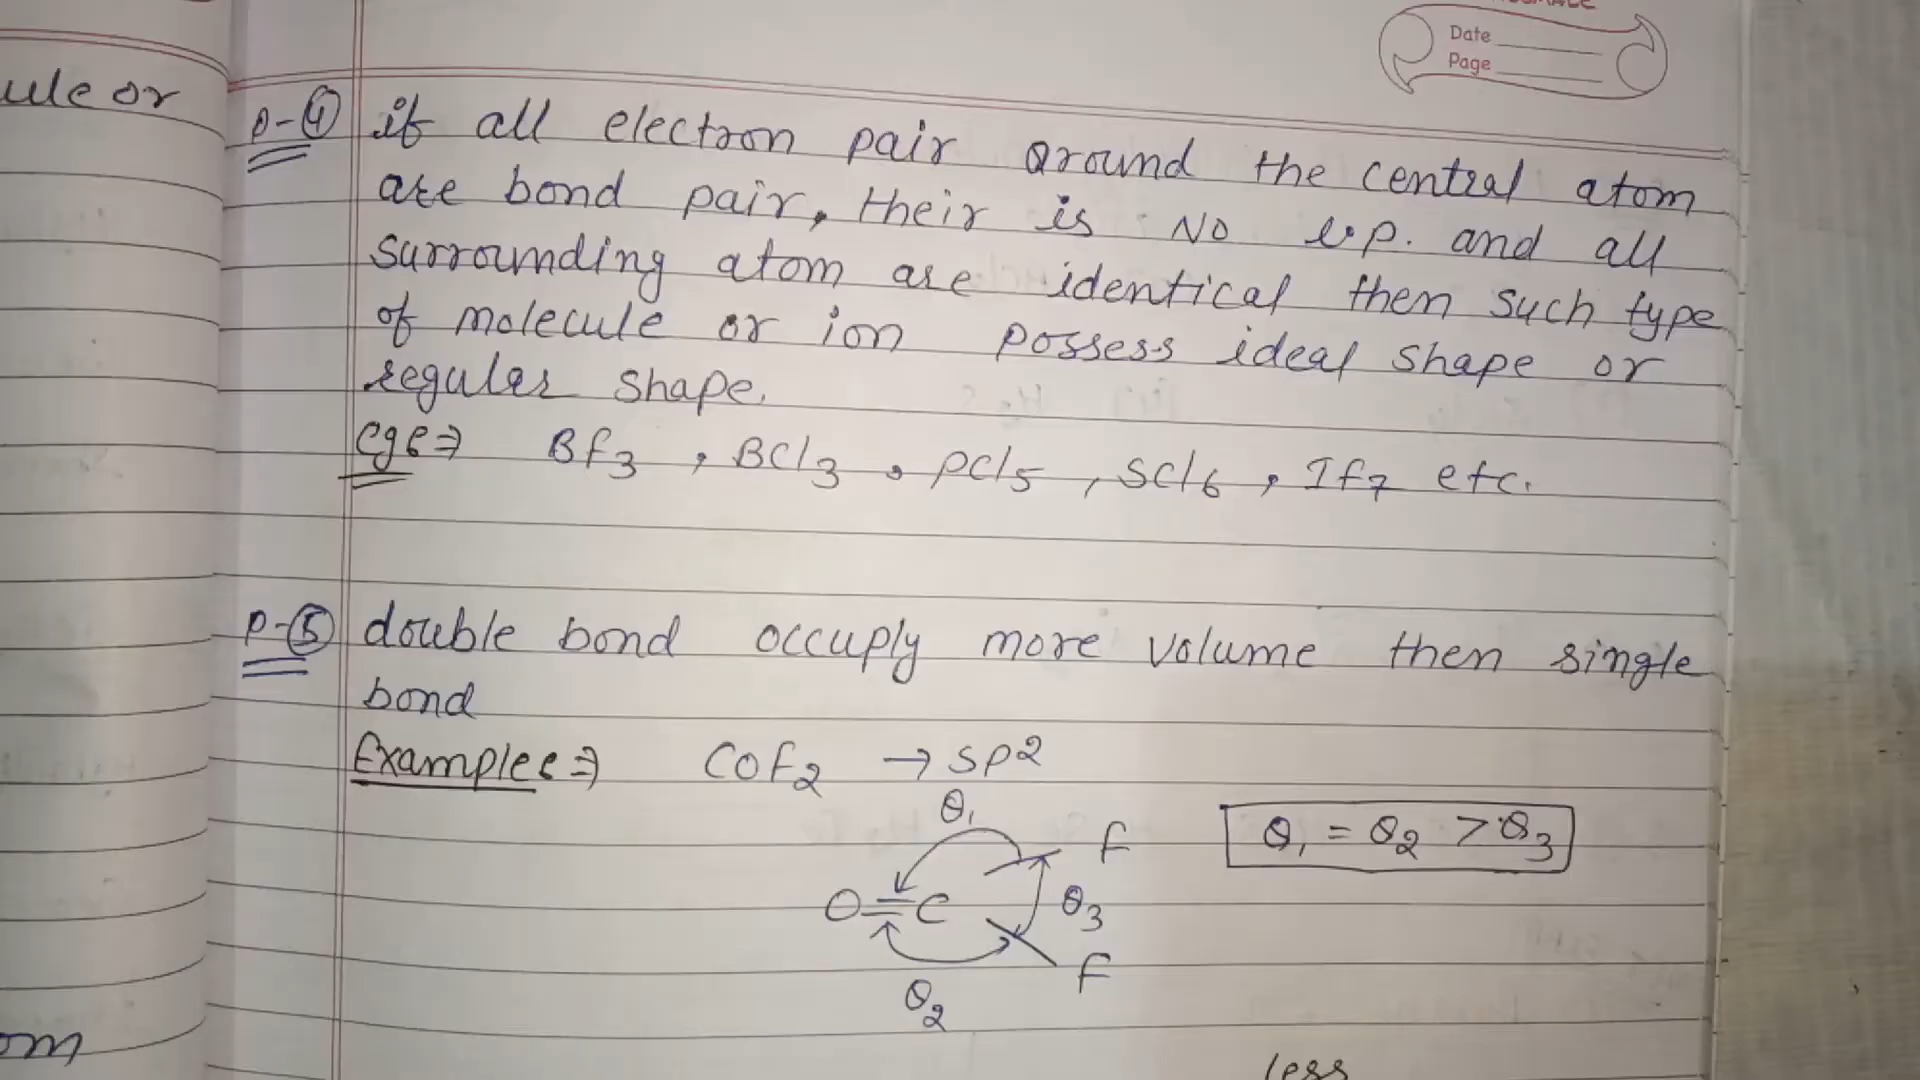 Date
Page
ule or
P-④ if all electron pair around the central atom
are bond pair, their is NO l.p. and all
surrounding atom are identical then such type
of molecule or ion possess ideal shape or
regular shape.
eg⇒ BF3, BCl3, PCl5, SCl6, IF7 etc.
P-⑤ double bond occuply more volume then single
bond
Example⇒ COF2 → SP2
θ1
F
θ1 = θ2 > θ3
O=C
θ3
F
θ2
om
less